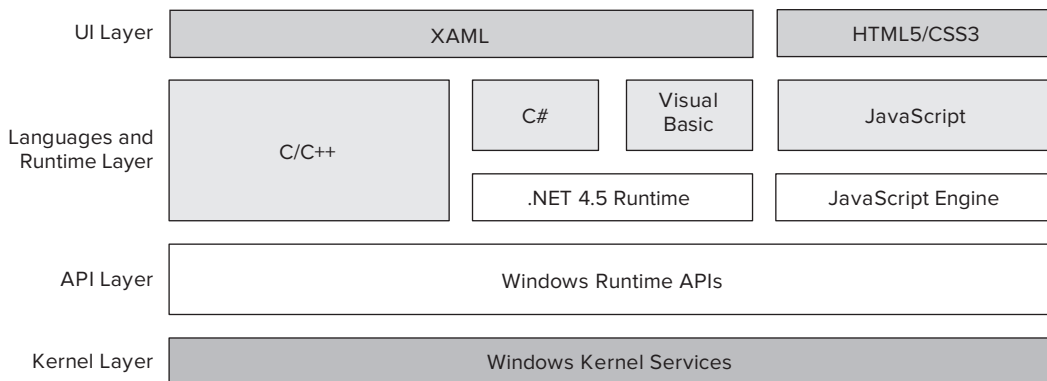 UI Layer
XAML
HTML5/CSS3
Languages and
Runtime Layer
C/C++
C#
Visual
Basic
JavaScript
.NET 4.5 Runtime
JavaScript Engine
API Layer
Windows Runtime APIs
Kernel Layer
Windows Kernel Services